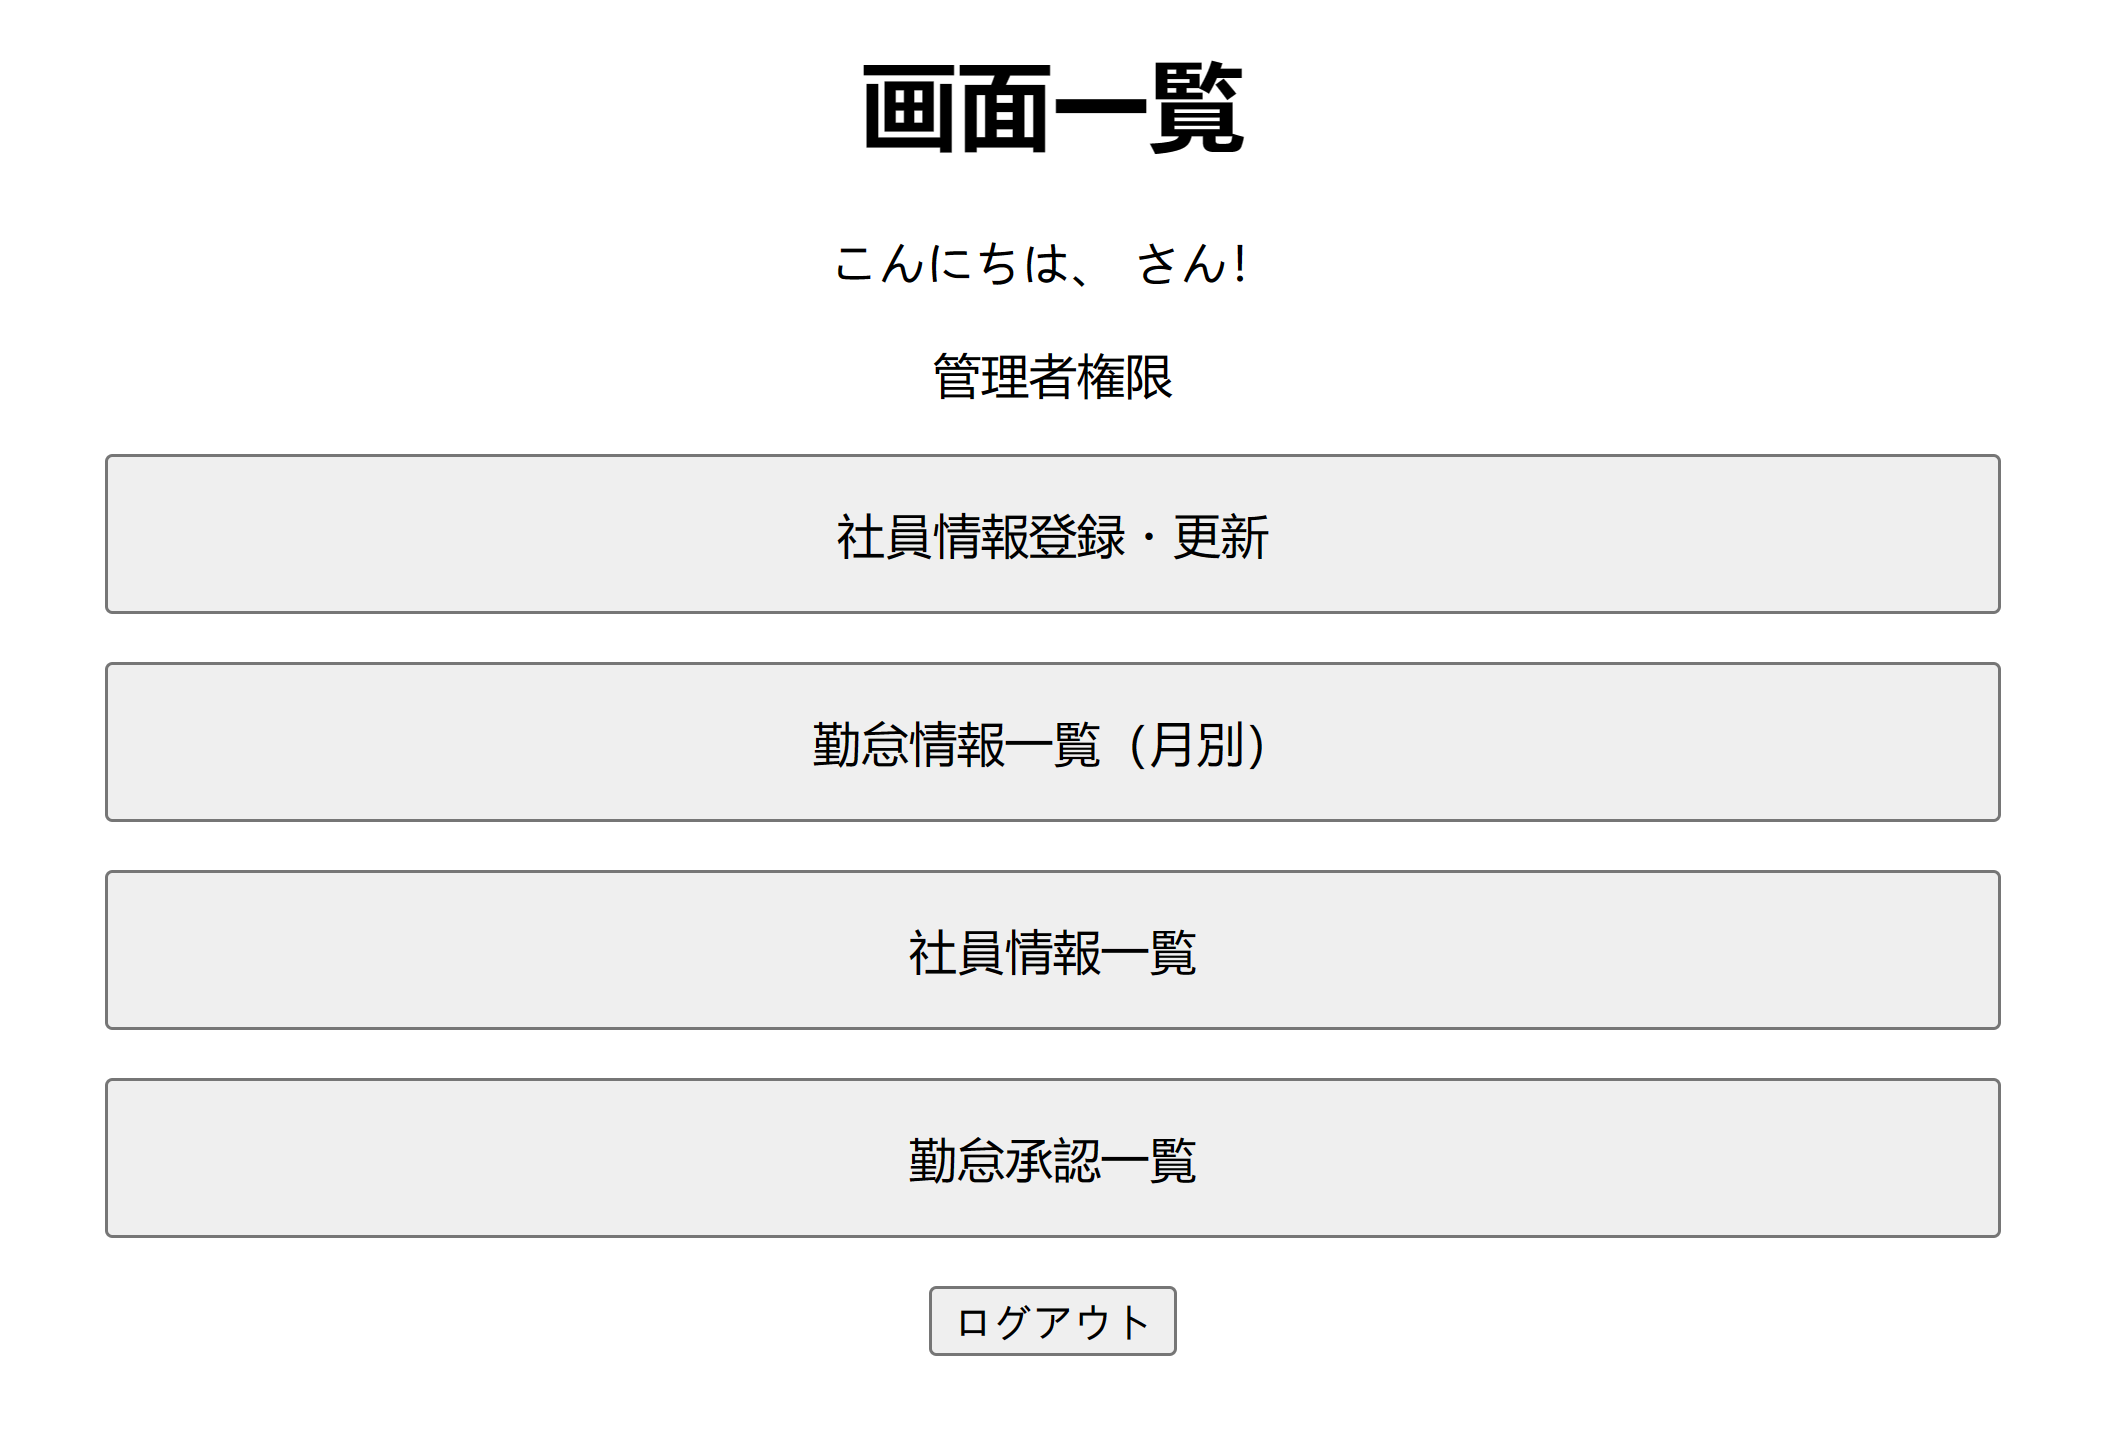 画面一覧
こんにちは、 さん!
管理者権限
社員情報登録・更新
勤怠情報一覧（月別）
社員情報一覧
勤怠承認一覧
ログアウト